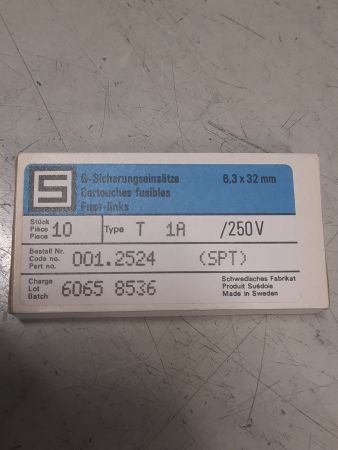 G-Sicherungseinsätze 6,3 x 32 mm
Cartouches fusibles
Fuse-links
Stück
Pièce 10 Type T 1A /250V
Piece
Bestell Nr.
Code no. 001.2524 (SPT)
Part no.
Charge Schwedisches Fabrikat
Lot 6065 8536 Produit Suédois
Batch Made in Sweden